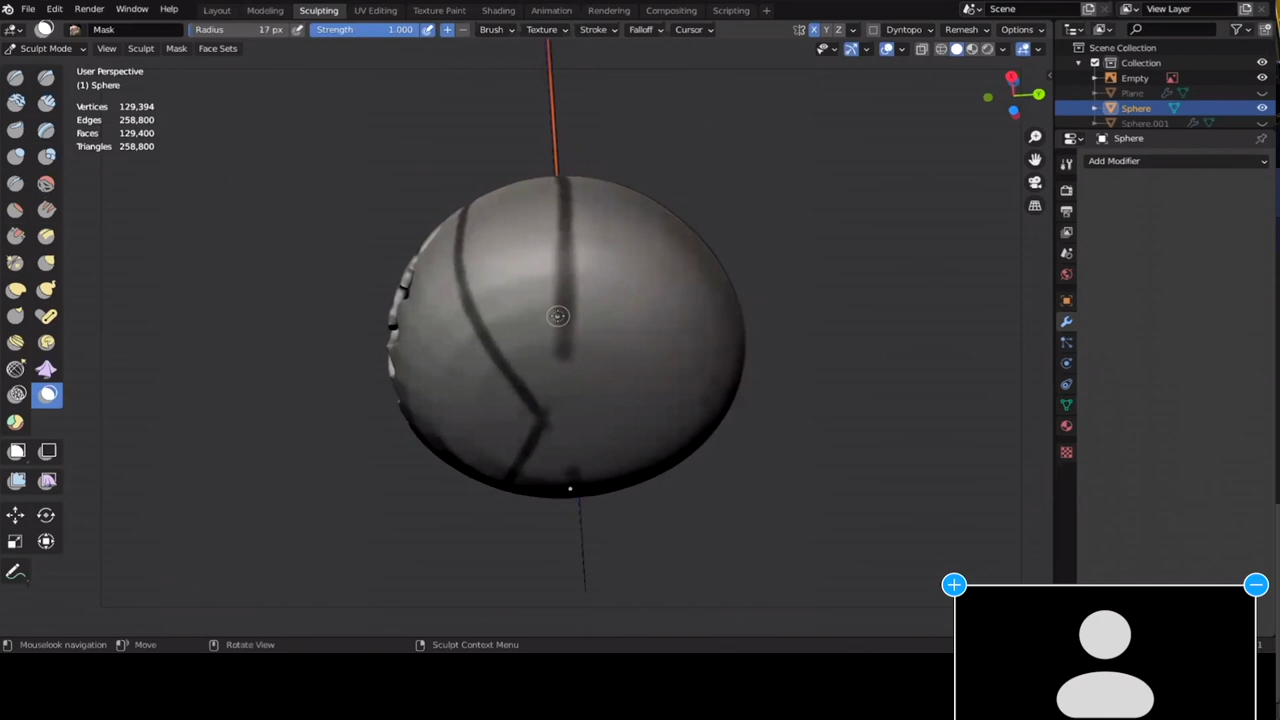 File Edit Render Window Help Layout Modeling Sculpting UV Editing Texture Paint Shading Animation Rendering Compositing Scripting + Scene View Layer
Mask Radius 17 px Strength 1.000 Brush Texture Stroke Falloff Cursor X Y Z Dyntopo Remesh Options
Sculpt Mode View Sculpt Mask Face Sets
Scene Collection
Collection
Empty
Plane
Sphere
Sphere.001
Sphere
Add Modifier
User Perspective
(1) Sphere
Vertices 129,394
Edges 258,800
Faces 129,400
Triangles 258,800
Mouselook navigation Move Rotate View Sculpt Context Menu